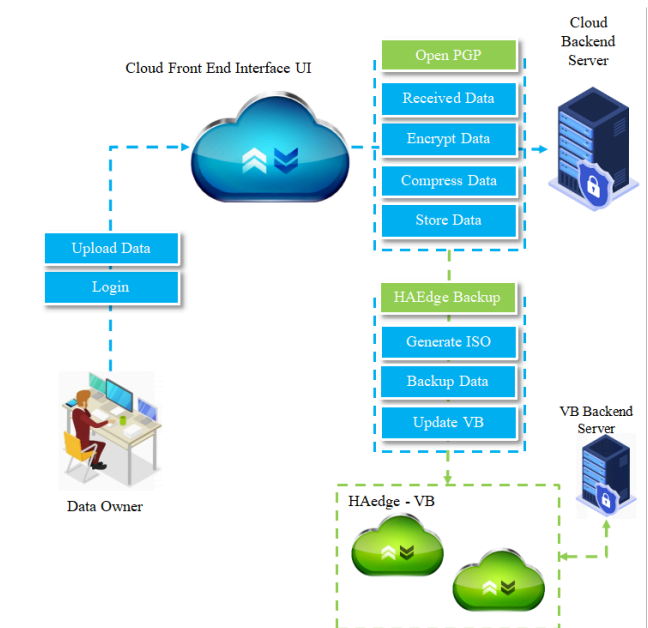 Cloud
Backend
Server
Cloud Front End Interface UI
Open PGP
Received Data
Encrypt Data
Compress Data
Store Data
Upload Data
Login
HAEdge Backup
Generate ISO
Backup Data
Update VB
VB Backend
Server
Data Owner
HAedge - VB